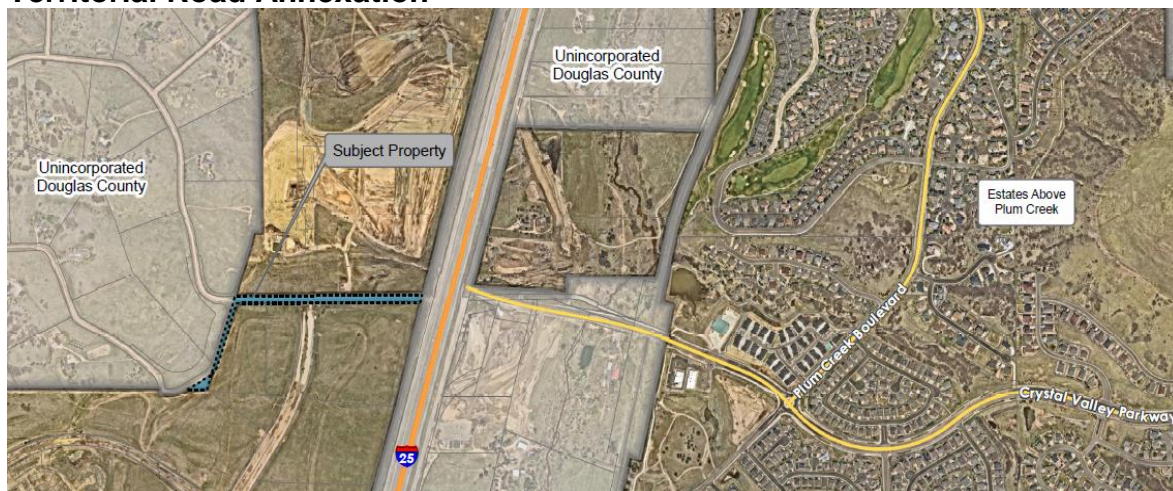 Territorial Road Annexation
Unincorporated
Douglas County
Unincorporated
Douglas County
Subject Property
Estates Above
Plum Creek
Plum Creek Boulevard
Crystal Valley Parkway
25